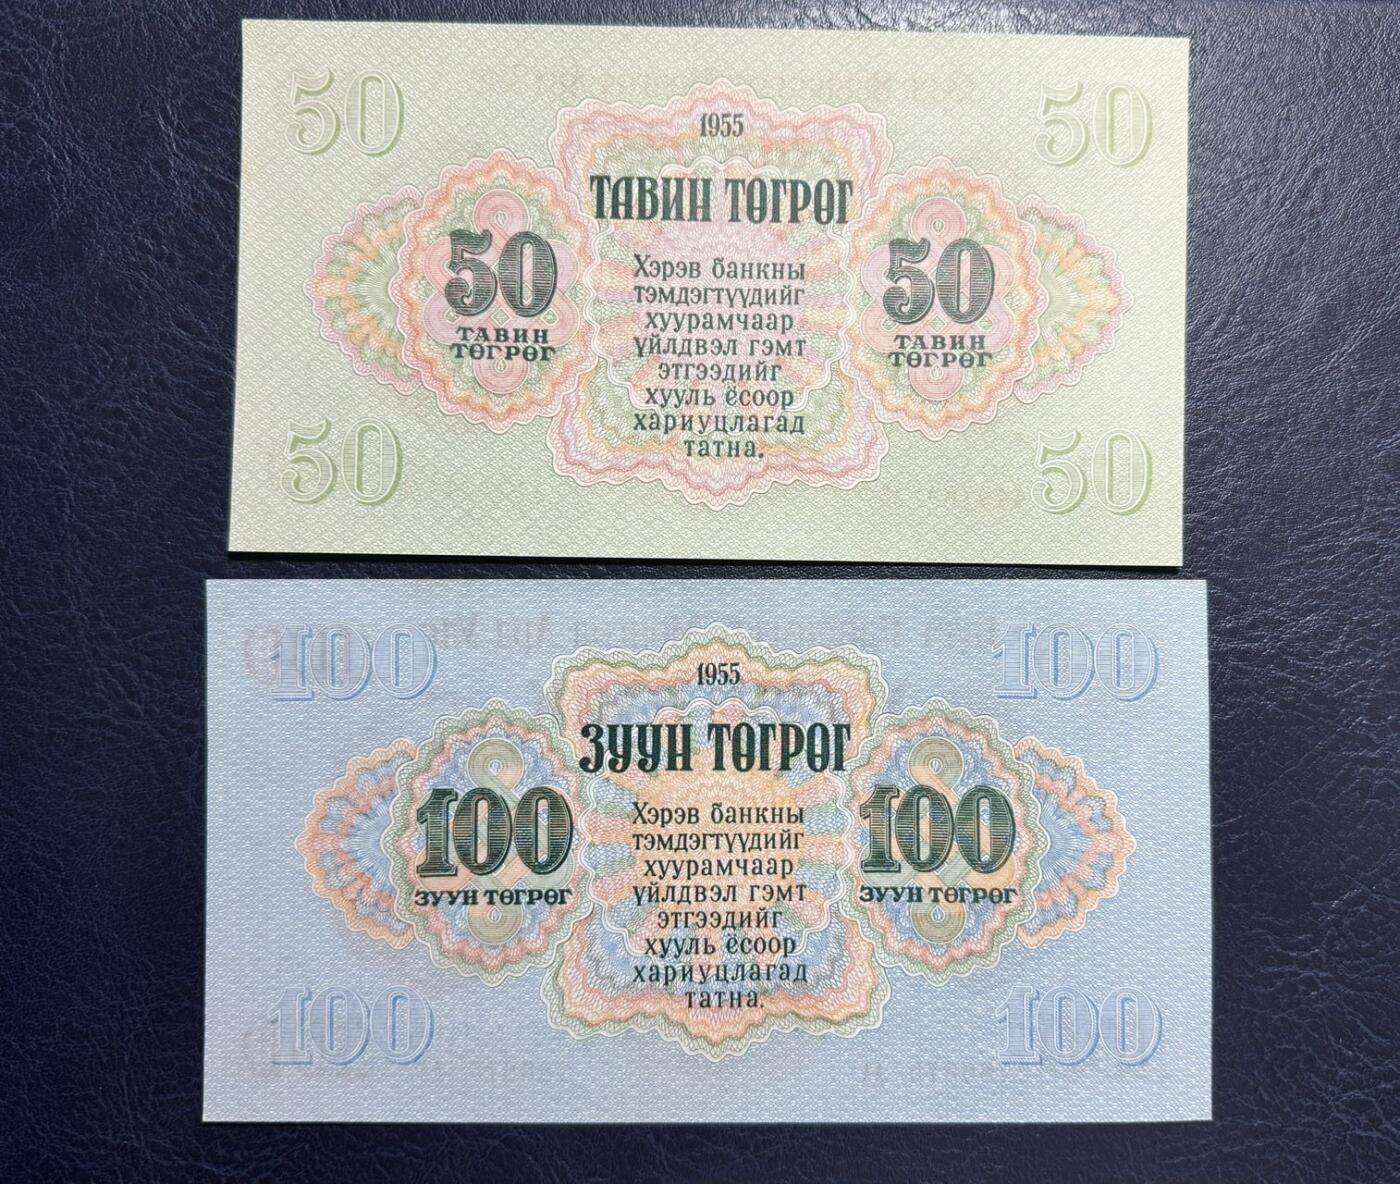 50 50
1955
ТАВИН ТӨГРӨГ
50 50
ТАВИН
ТӨГРӨГ
ТАВИН
ТӨГРӨГ
Хэрэв банкны
тэмдэгтүүдийг
хуурамчаар
үйлдвэл гэмт
этгээдийг
хууль ёсоор
хариуцлагад
татна.
50 50
100 100
1955
ЗУУН ТӨГРӨГ
100 100
ЗУУН ТӨГРӨГ
ЗУУН ТӨГРӨГ
Хэрэв банкны
тэмдэгтүүдийг
хуурамчаар
үйлдвэл гэмт
этгээдийг
хууль ёсоор
хариуцлагад
татна.
100 100